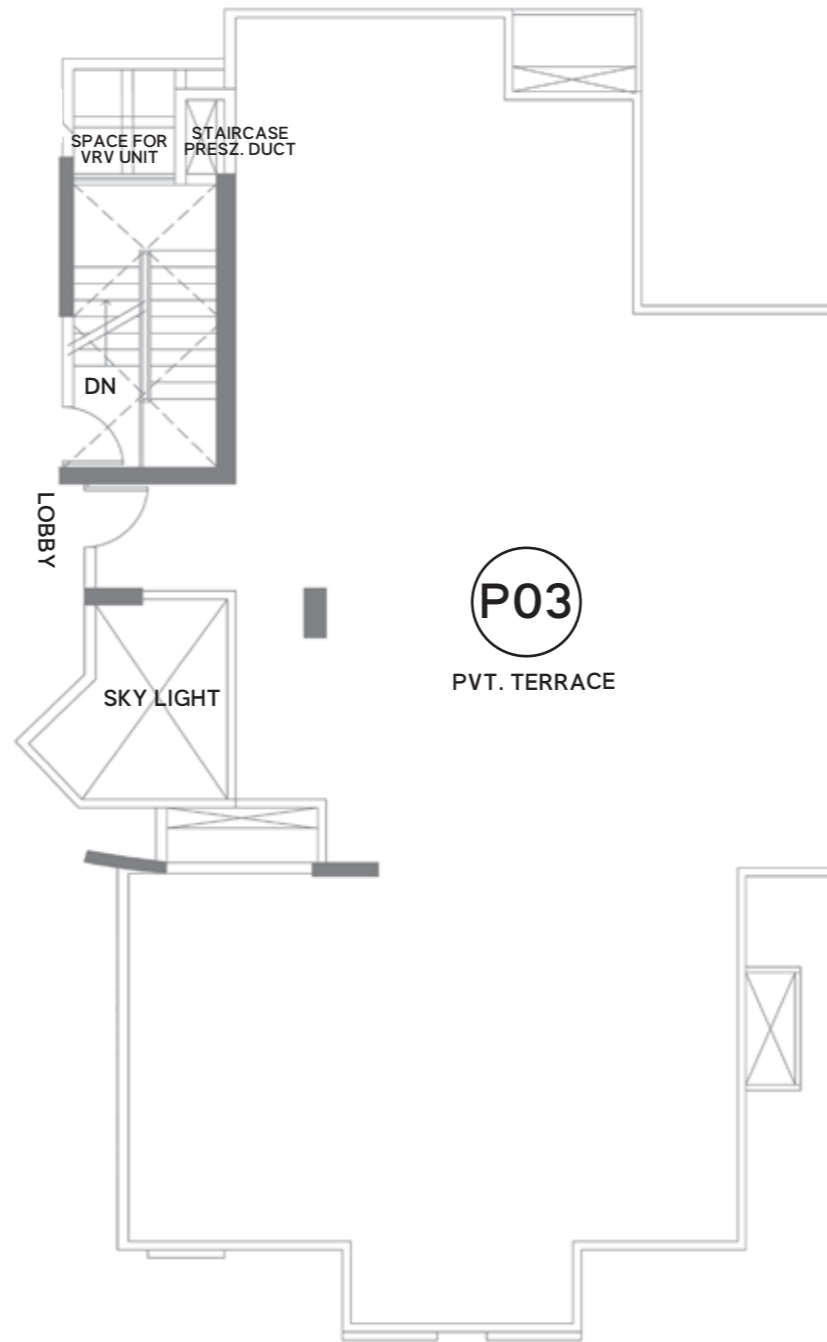 SPACE FOR
VRV UNIT
STAIRCASE
PRESZ. DUCT
DN
LOBBY
P03
PVT. TERRACE
SKY LIGHT